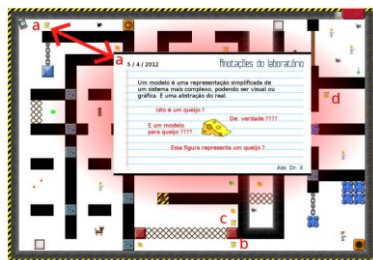 a
a
5 / 4 / 2012 Anotações do laboratório
Um modelo é uma representação simplificada de
um sistema mais complexo, podendo ser visual ou
gráfica. É uma abstração do real.
Isto é um queijo ?
De verdade ????
E um modelo
para queijo ????
Essa figura representa um queijo ?
Ass: Dr. X
d
c
b